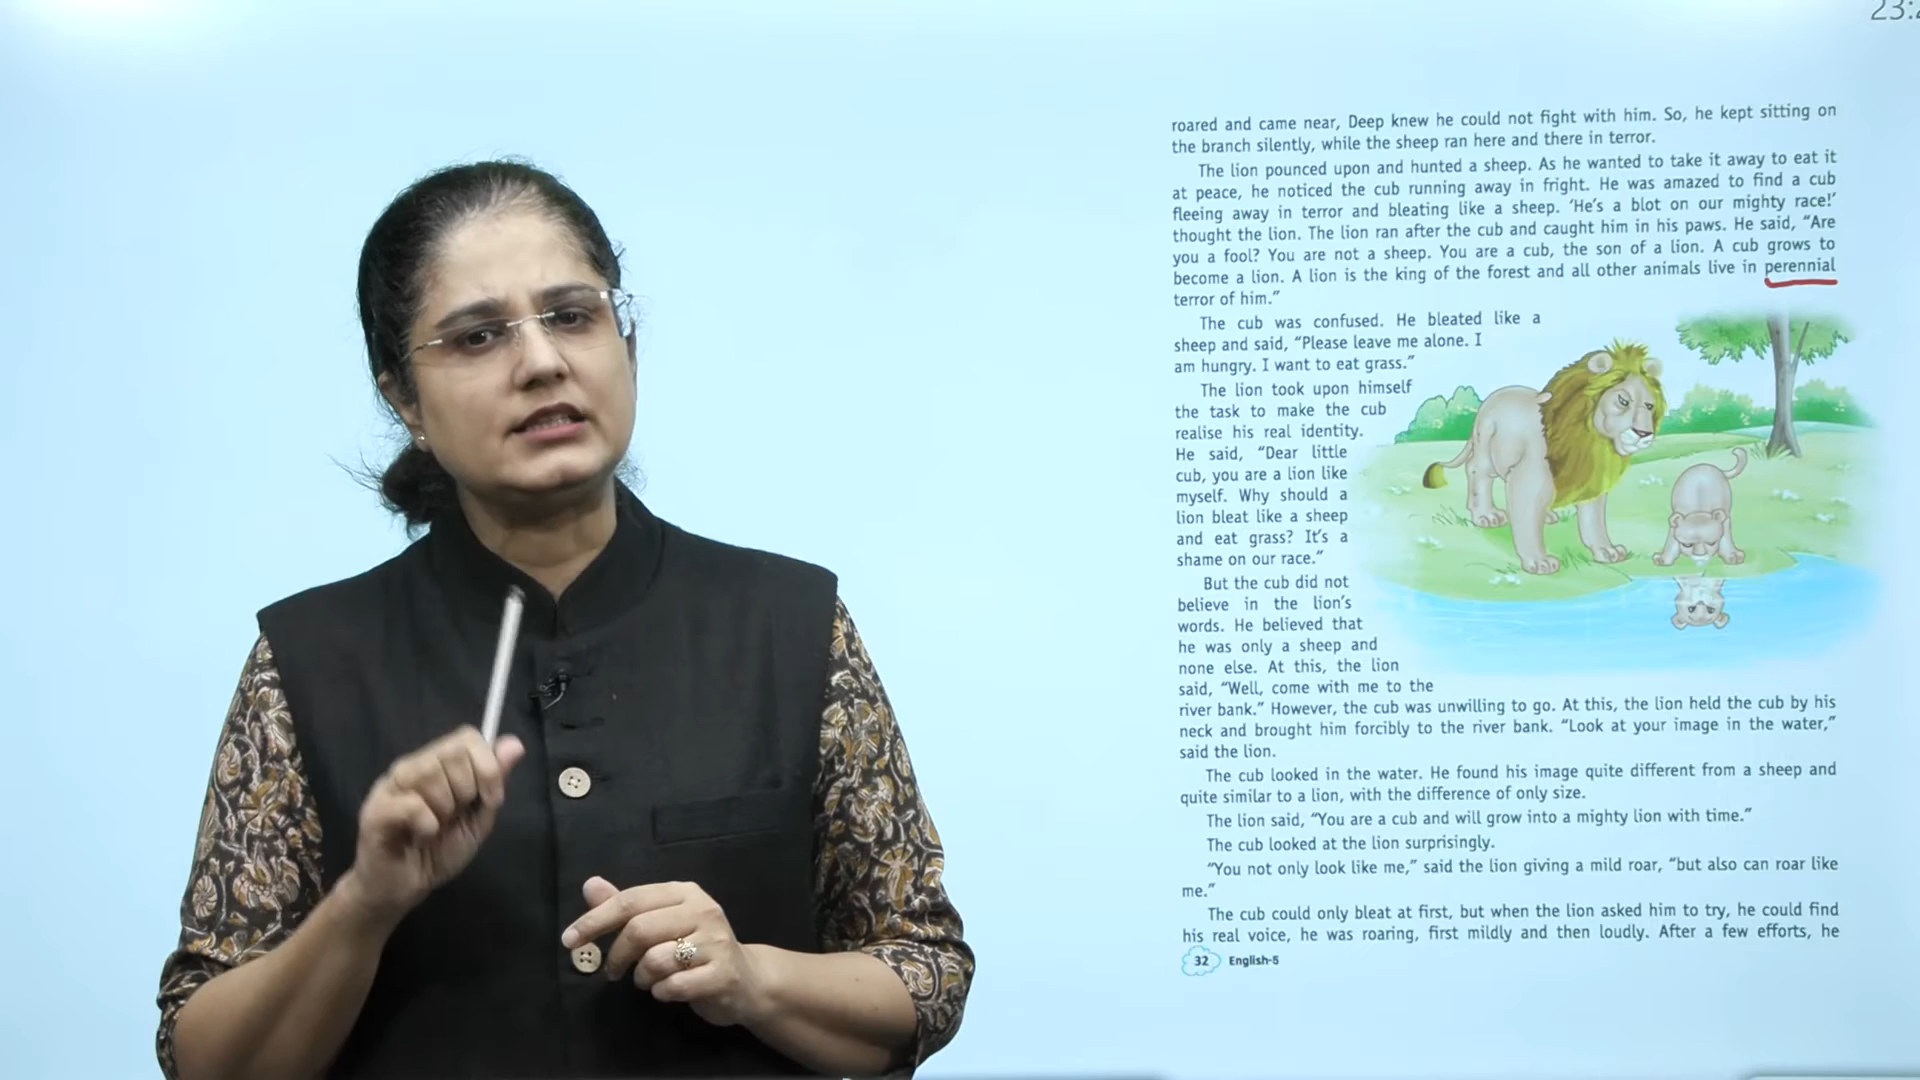 23:
roared and came near, Deep knew he could not fight with him. So, he kept sitting on
the branch silently, while the sheep ran here and there in terror.
The lion pounced upon and hunted a sheep. As he wanted to take it away to eat it
at peace, he noticed the cub running away in fright. He was amazed to find a cub
fleeing away in terror and bleating like a sheep. ‘He’s a blot on our mighty race!’
thought the lion. The lion ran after the cub and caught him in his paws. He said, “Are
you a fool? You are not a sheep. You are a cub, the son of a lion. A cub grows to
become a lion. A lion is the king of the forest and all other animals live in perennial
terror of him.”
The cub was confused. He bleated like a
sheep and said, “Please leave me alone. I
am hungry. I want to eat grass.”
The lion took upon himself
the task to make the cub
realise his real identity.
He said, “Dear little
cub, you are a lion like
myself. Why should a
lion bleat like a sheep
and eat grass? It’s a
shame on our race.”
But the cub did not
believe in the lion’s
words. He believed that
he was only a sheep and
none else. At this, the lion
said, “Well, come with me to the
river bank.” However, the cub was unwilling to go. At this, the lion held the cub by his
neck and brought him forcibly to the river bank. “Look at your image in the water,”
said the lion.
The cub looked in the water. He found his image quite different from a sheep and
quite similar to a lion, with the difference of only size.
The lion said, “You are a cub and will grow into a mighty lion with time.”
The cub looked at the lion surprisingly.
“You not only look like me,” said the lion giving a mild roar, “but also can roar like
me.”
The cub could only bleat at first, but when the lion asked him to try, he could find
his real voice, he was roaring, first mildly and then loudly. After a few efforts, he
32 English-5